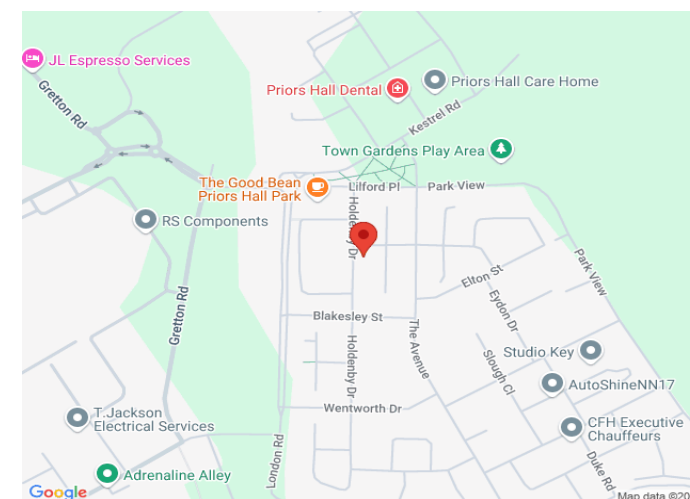 JL Espresso Services
Gretton Rd
Priors Hall Dental
Priors Hall Care Home
Kestrel Rd
Town Gardens Play Area
The Good Bean
Priors Hall Park
Lilford Pl
Park View
RS Components
Holdenby Dr
Park View
Elton St
Eydon Dr
Gretton Rd
Blakesley St
The Avenue
Holdenby Dr
Studio Key
Slough Cl
AutoShineNN17
Wentworth Dr
T.Jackson
Electrical Services
CFH Executive
Chauffeurs
London Rd
Duke Rd
Adrenaline Alley
Google
Map data ©20